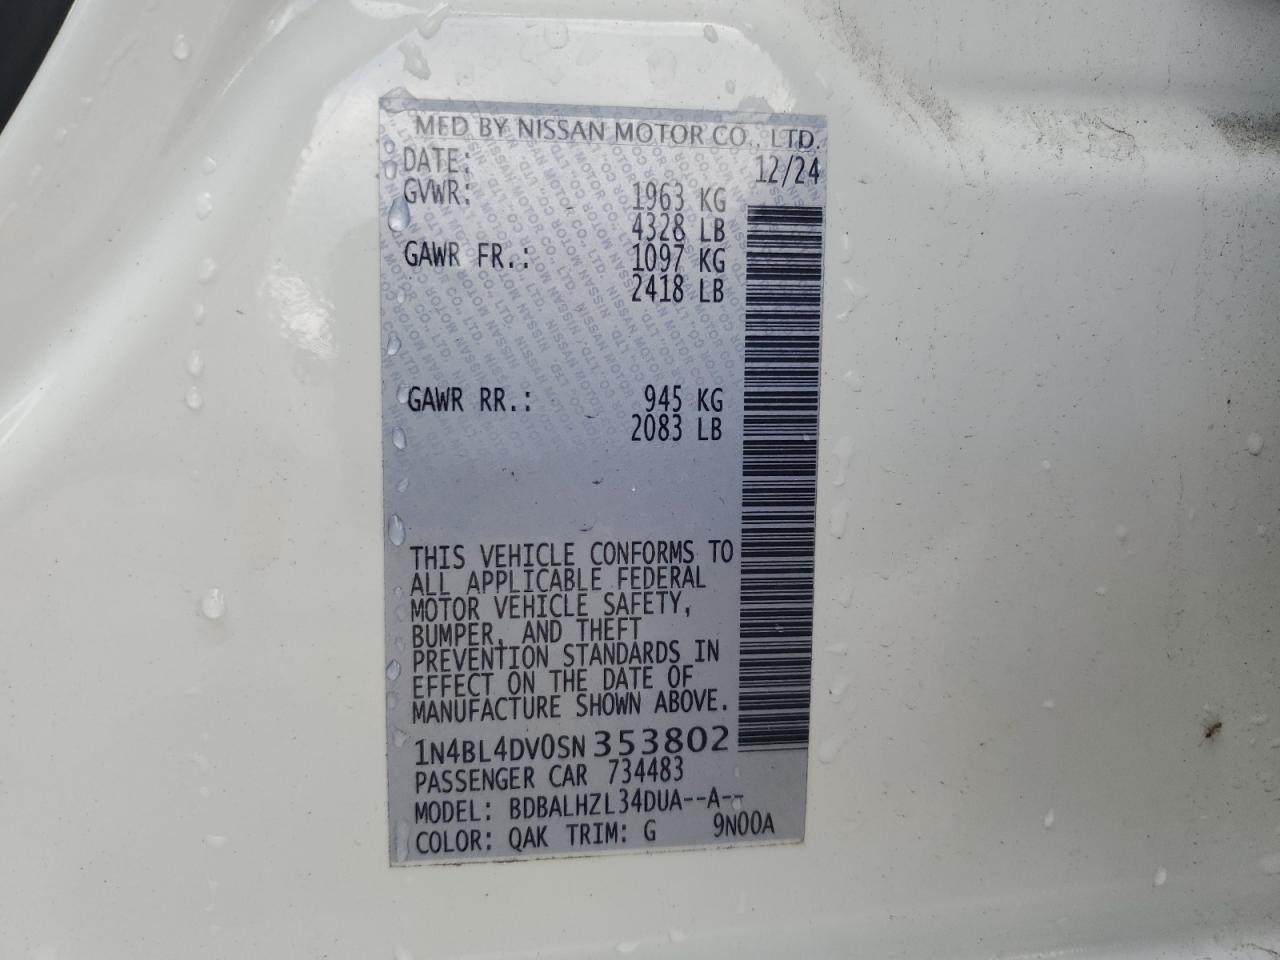 MFD BY NISSAN MOTOR CO., LTD.
DATE: 12/24
GVWR: 1963 KG
4328 LB
GAWR FR.: 1097 KG
2418 LB
GAWR RR.: 945 KG
2083 LB
THIS VEHICLE CONFORMS TO
ALL APPLICABLE FEDERAL
MOTOR VEHICLE SAFETY,
BUMPER, AND THEFT
PREVENTION STANDARDS IN
EFFECT ON THE DATE OF
MANUFACTURE SHOWN ABOVE.
1N4BL4DV0SN353802
PASSENGER CAR 734483
MODEL: BDBALHZL34DUA--A--
COLOR: QAK TRIM: G 9N00A